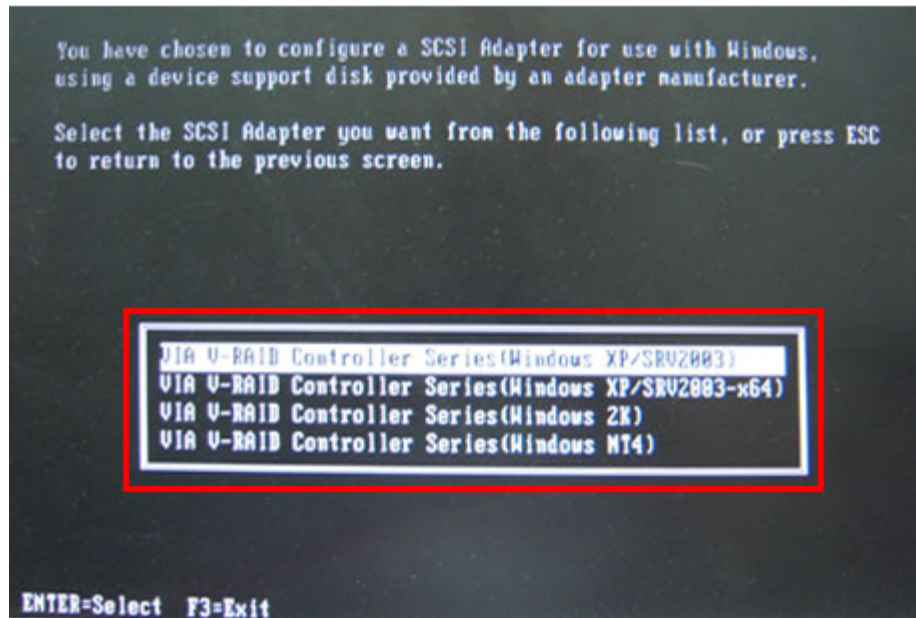 You have chosen to configure a SCSI Adapter for use with Windows,
using a device support disk provided by an adapter manufacturer.
Select the SCSI Adapter you want from the following list, or press ESC
to return to the previous screen.
VIA V-RAID Controller Series(Windows XP/SRV2003)
VIA V-RAID Controller Series(Windows XP/SRV2003-x64)
VIA V-RAID Controller Series(Windows 2K)
VIA V-RAID Controller Series(Windows NT4)
ENTER=Select F3=Exit